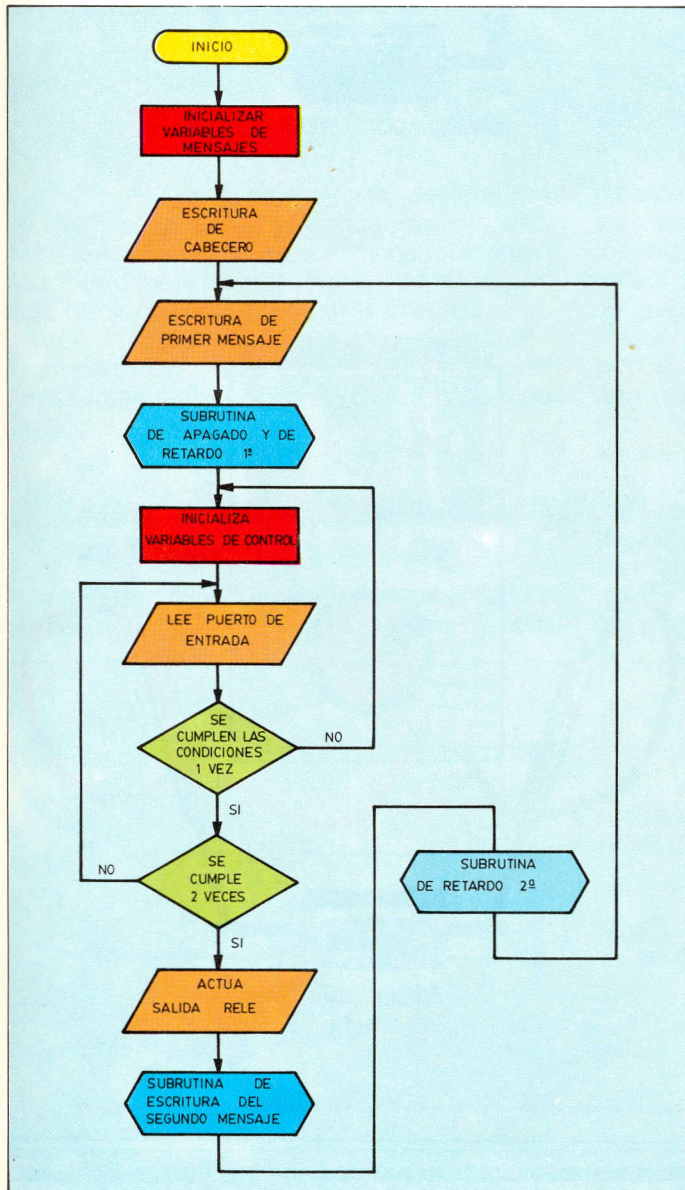 INICIO
INICIALIZAR
VARIABLES DE
MENSAJES
ESCRITURA
DE
CABECERO
ESCRITURA DE
PRIMER MENSAJE
SUBRUTINA
DE APAGADO Y DE
RETARDO 1ª
INICIALIZA
VARIABLES DE CONTROL
LEE PUERTO DE
ENTRADA
SE
CUMPLEN LAS
CONDICIONES
1 VEZ
NO
SI
SE
CUMPLE
2 VECES
NO
SI
ACTUA
SALIDA RELE
SUBRUTINA DE
ESCRITURA DEL
SEGUNDO MENSAJE
SUBRUTINA
DE RETARDO 2ª